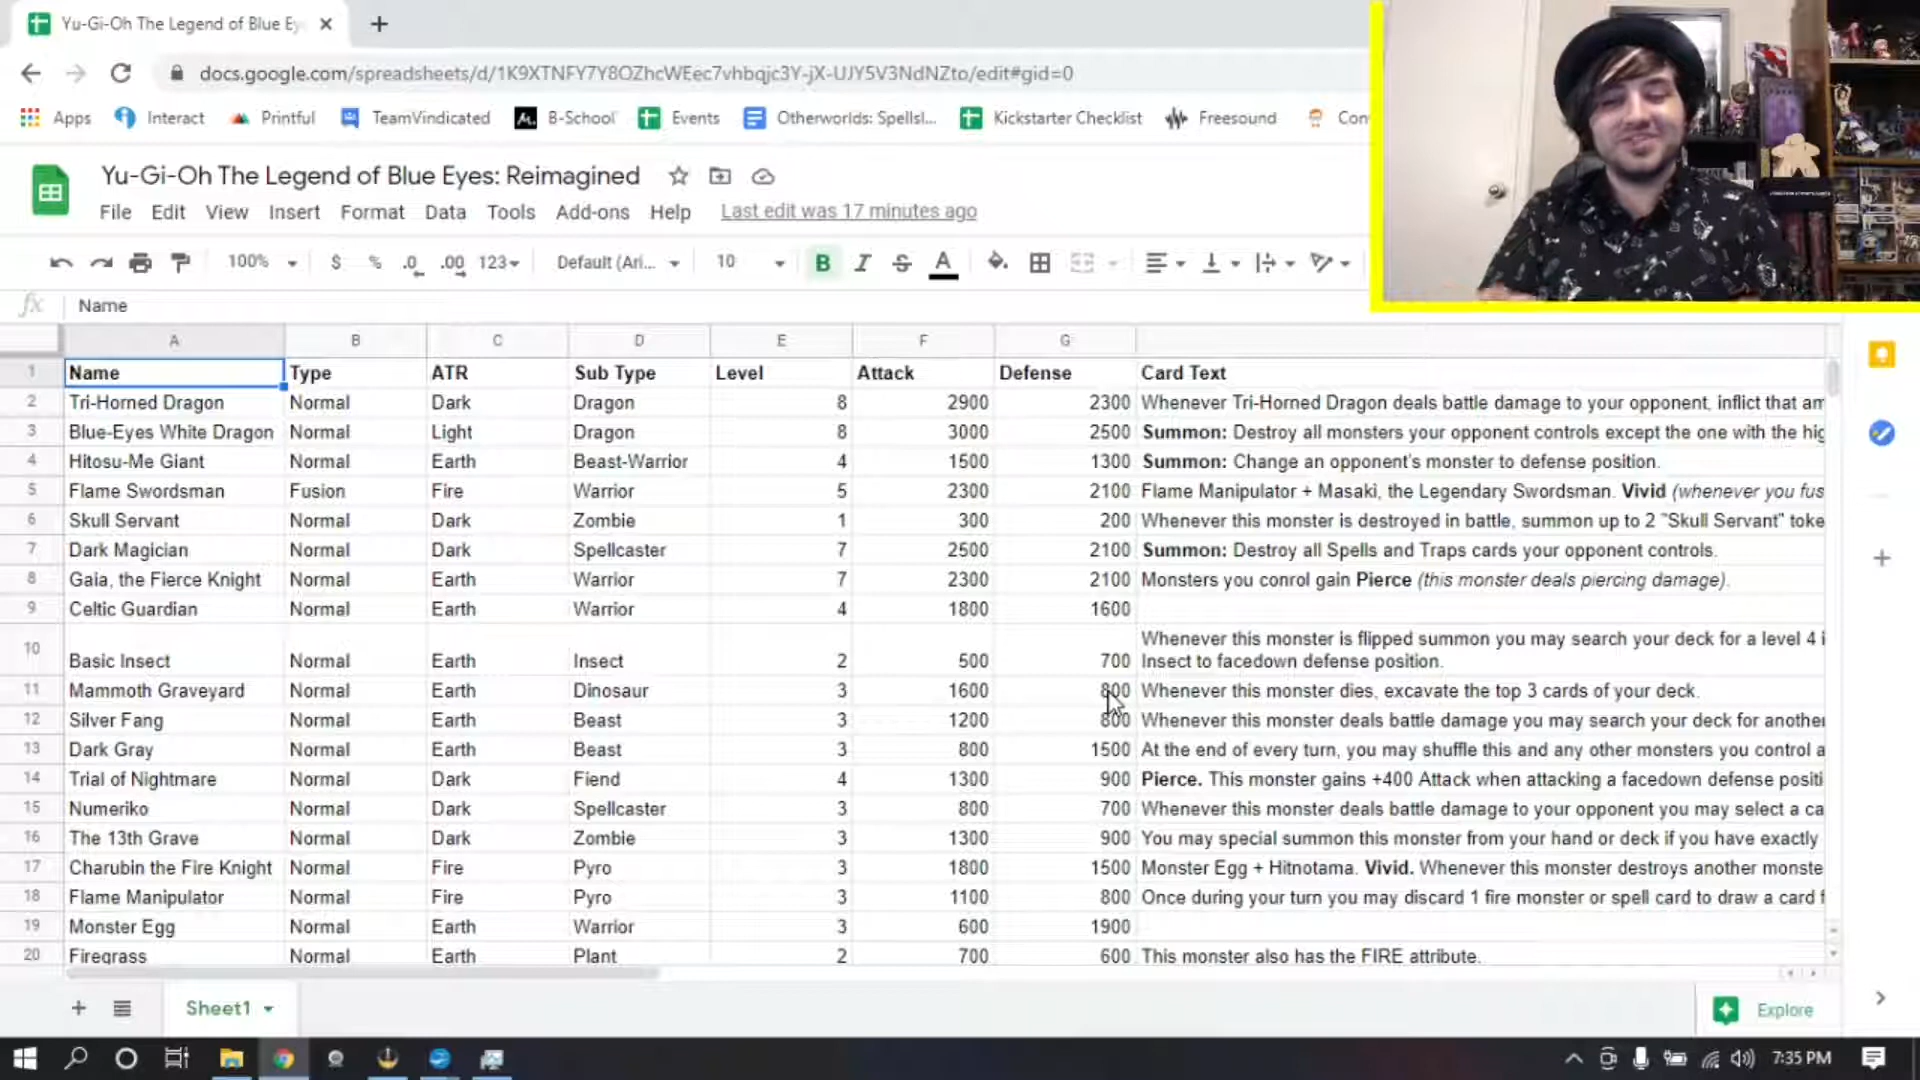 Yu-Gi-Oh The Legend of Blue Ey
docs.google.com/spreadsheets/d/1K9XTNFY7Y8OZhcWEec7vhbqjc3Y-jX-UJY5V3NdNZto/edit#gid=0
Apps Interact Printful TeamVindicated B-School Events Otherworlds: Spellsl... Kickstarter Checklist Freesound Con
Yu-Gi-Oh The Legend of Blue Eyes: Reimagined
File Edit View Insert Format Data Tools Add-ons Help Last edit was 17 minutes ago
100% $ % .0 .00 123 Default (Ari... 10 B I S A
fx Name
A B C D E F G
1 Name Type ATR Sub Type Level Attack Defense Card Text
2 Tri-Horned Dragon Normal Dark Dragon 8 2900 2300 Whenever Tri-Horned Dragon deals battle damage to your opponent, inflict that am
3 Blue-Eyes White Dragon Normal Light Dragon 8 3000 2500 Summon: Destroy all monsters your opponent controls except the one with the hig
4 Hitosu-Me Giant Normal Earth Beast-Warrior 4 1500 1300 Summon: Change an opponent's monster to defense position.
5 Flame Swordsman Fusion Fire Warrior 5 2300 2100 Flame Manipulator + Masaki, the Legendary Swordsman. Vivid (whenever you fus
6 Skull Servant Normal Dark Zombie 1 300 200 Whenever this monster is destroyed in battle, summon up to 2 "Skull Servant" toke
7 Dark Magician Normal Dark Spellcaster 7 2500 2100 Summon: Destroy all Spells and Traps cards your opponent controls.
8 Gaia, the Fierce Knight Normal Earth Warrior 7 2300 2100 Monsters you conrol gain Pierce (this monster deals piercing damage).
9 Celtic Guardian Normal Earth Warrior 4 1800 1600
Whenever this monster is flipped summon you may search your deck for a level 4 i
10 Basic Insect Normal Earth Insect 2 500 700 Insect to facedown defense position.
11 Mammoth Graveyard Normal Earth Dinosaur 3 1600 800 Whenever this monster dies, excavate the top 3 cards of your deck.
12 Silver Fang Normal Earth Beast 3 1200 800 Whenever this monster deals battle damage you may search your deck for another
13 Dark Gray Normal Earth Beast 3 800 1500 At the end of every turn, you may shuffle this and any other monsters you control a
14 Trial of Nightmare Normal Dark Fiend 4 1300 900 Pierce. This monster gains +400 Attack when attacking a facedown defense positi
15 Numeriko Normal Dark Spellcaster 3 800 700 Whenever this monster deals battle damage to your opponent you may select a ca
16 The 13th Grave Normal Dark Zombie 3 1300 900 You may special summon this monster from your hand or deck if you have exactly
17 Charubin the Fire Knight Normal Fire Pyro 3 1800 1500 Monster Egg + Hitnotama. Vivid. Whenever this monster destroys another monste
18 Flame Manipulator Normal Fire Pyro 3 1100 800 Once during your turn you may discard 1 fire monster or spell card to draw a card f
19 Monster Egg Normal Earth Warrior 3 600 1900
20 Firegrass Normal Earth Plant 2 700 600 This monster also has the FIRE attribute.
Sheet1 Explore
7:35 PM